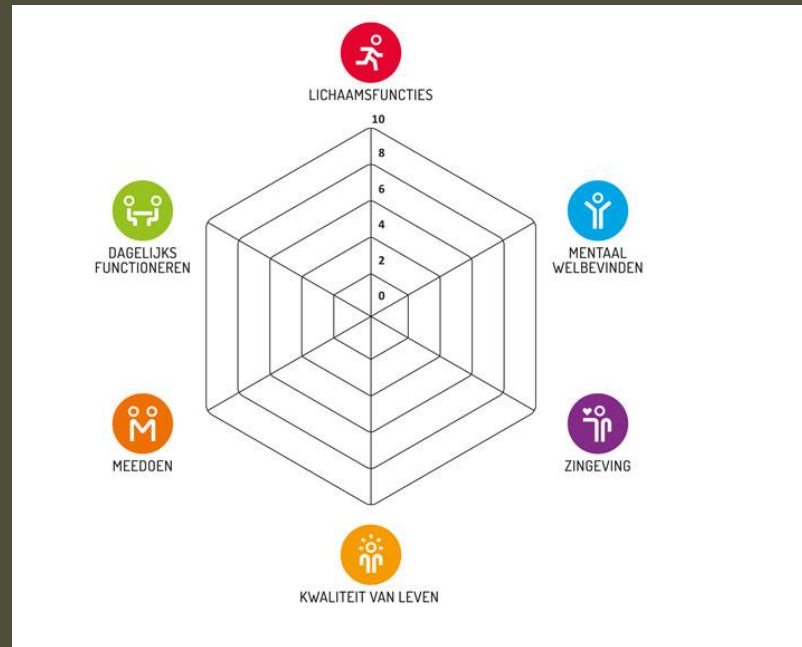 LICHAAMSFUNCTIES
10
8
6
4
2
0
DAGELIJKS
FUNCTIONEREN
MENTAAL
WELBEVINDEN
MEEDOEN
ZINGEVING
KWALITEIT VAN LEVEN